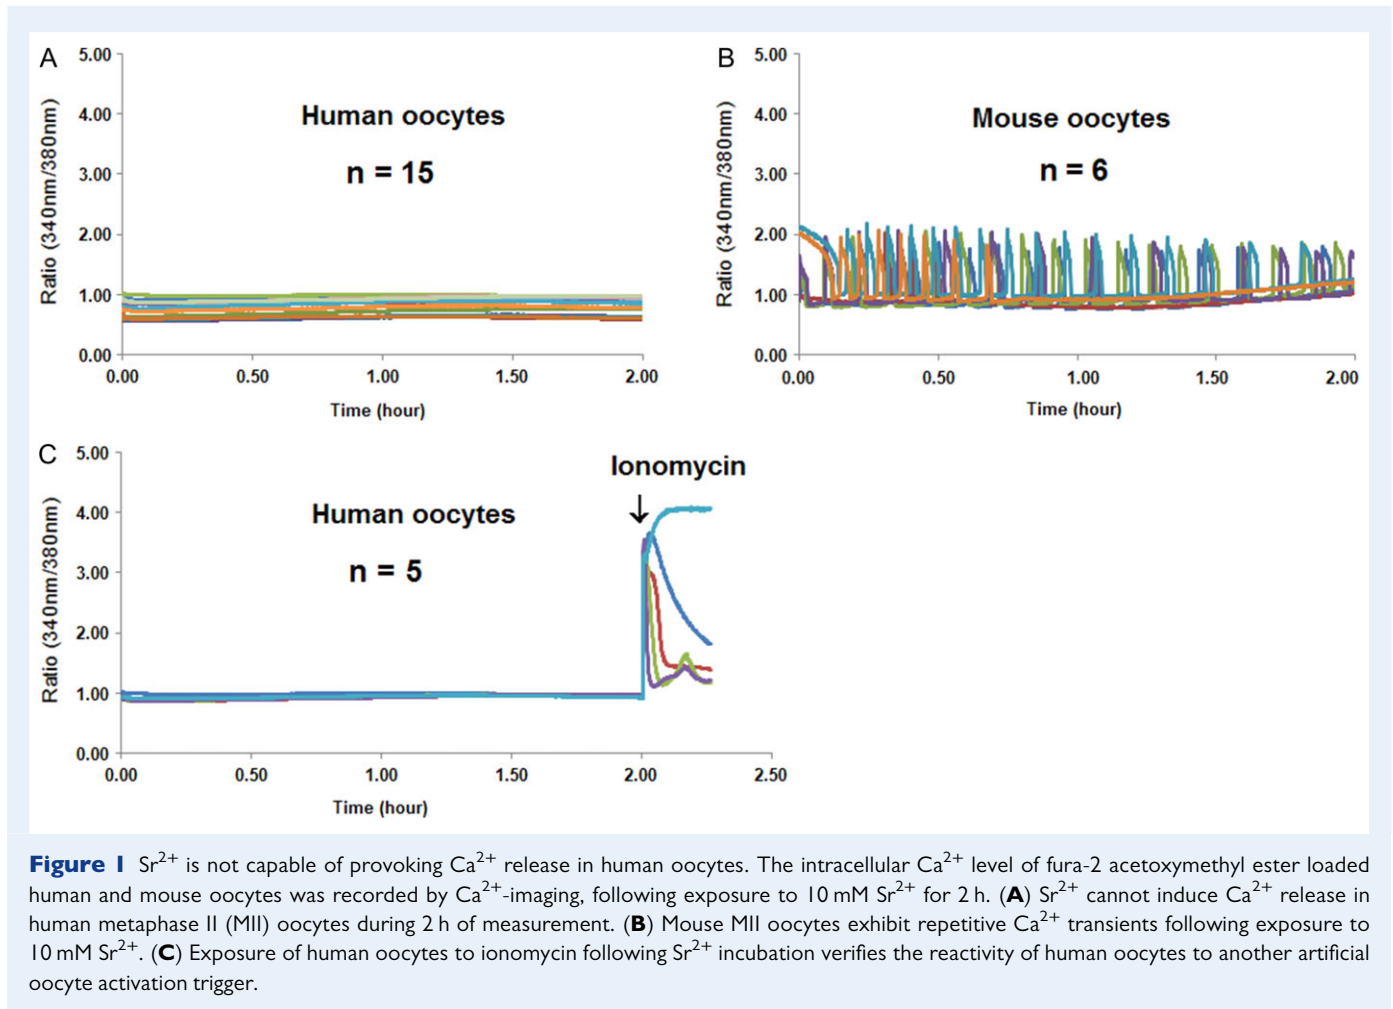 A
5.00
4.00
3.00
2.00
1.00
0.00
Ratio (340nm/380nm)
Human oocytes
n = 15
0.00 0.50 1.00 1.50 2.00
Time (hour)
B
5.00
4.00
3.00
2.00
1.00
0.00
Ratio (340nm/380nm)
Mouse oocytes
n = 6
0.00 0.50 1.00 1.50 2.00
Time (hour)
C
5.00
4.00
3.00
2.00
1.00
0.00
Ratio (340nm/380nm)
Human oocytes
n = 5
Ionomycin
0.00 0.50 1.00 1.50 2.00 2.50
Time (hour)
Figure 1 Sr²⁺ is not capable of provoking Ca²⁺ release in human oocytes. The intracellular Ca²⁺ level of fura-2 acetoxymethyl ester loaded
human and mouse oocytes was recorded by Ca²⁺-imaging, following exposure to 10 mM Sr²⁺ for 2 h. (A) Sr²⁺ cannot induce Ca²⁺ release in
human metaphase II (MII) oocytes during 2 h of measurement. (B) Mouse MII oocytes exhibit repetitive Ca²⁺ transients following exposure to
10 mM Sr²⁺. (C) Exposure of human oocytes to ionomycin following Sr²⁺ incubation verifies the reactivity of human oocytes to another artificial
oocyte activation trigger.